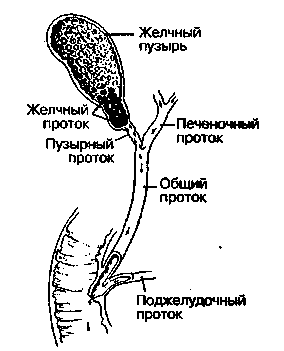 Желчный
пузырь
Желчный
проток
Пузырный
проток
Печеночный
проток
Общий
проток
Поджелудочный
проток